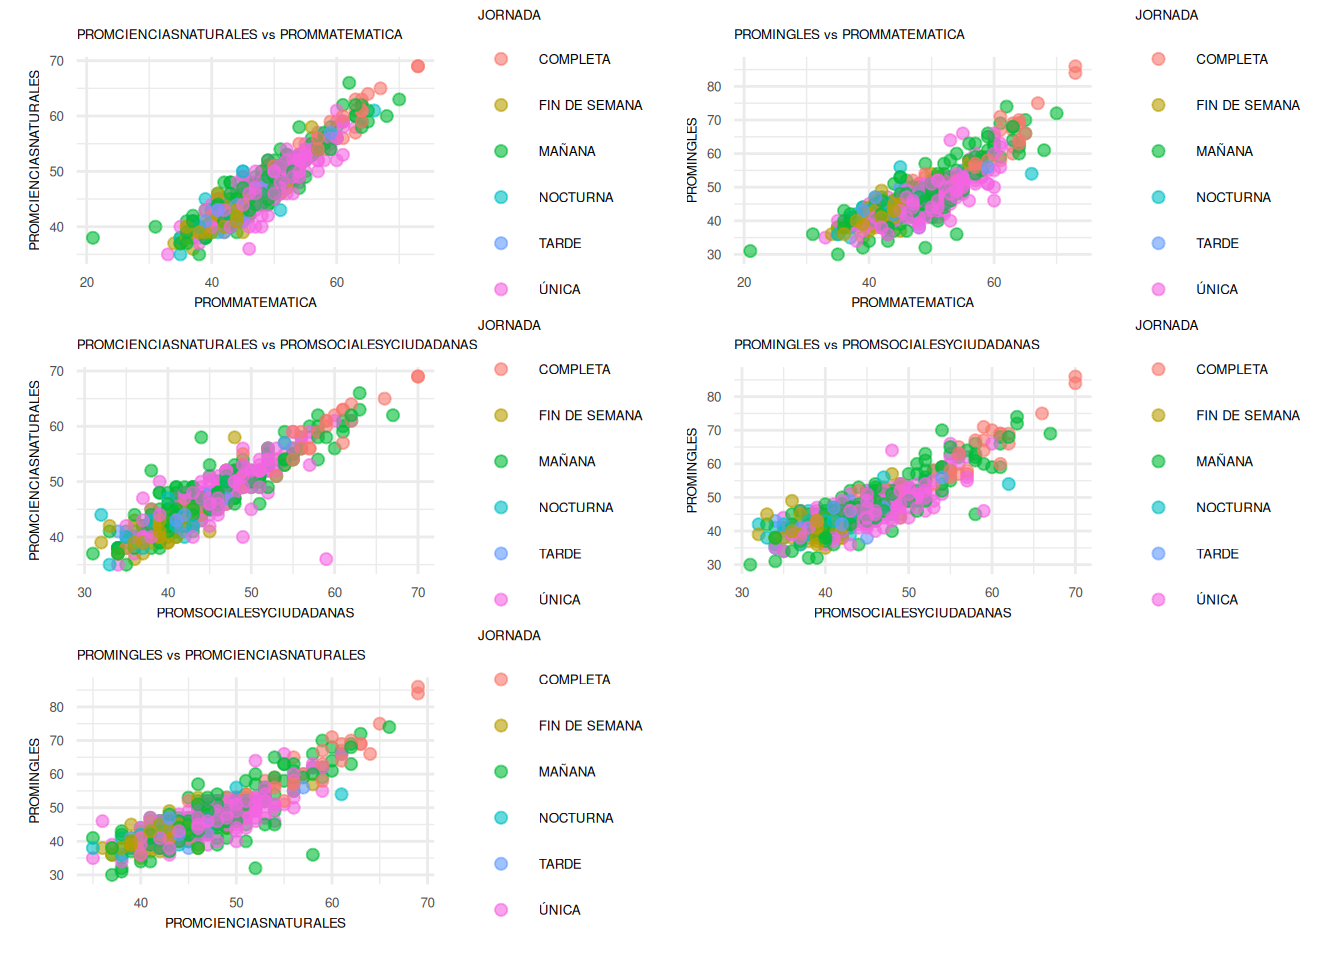 PROMCIENCIASNATURALES vs PROMMATEMATICA
PROMCIENCIASNATURALES
70
60
50
40
20
40
60
PROMMATEMATICA
JORNADA
COMPLETA
FIN DE SEMANA
MAÑANA
NOCTURNA
TARDE
ÚNICA
PROMINGLES vs PROMMATEMATICA
PROMINGLES
80
70
60
50
40
30
20
40
60
PROMMATEMATICA
JORNADA
COMPLETA
FIN DE SEMANA
MAÑANA
NOCTURNA
TARDE
ÚNICA
PROMCIENCIASNATURALES vs PROMSOCIALESYCIUDADANAS
PROMCIENCIASNATURALES
70
60
50
40
30
40
50
60
70
PROMSOCIALESYCIUDADANAS
JORNADA
COMPLETA
FIN DE SEMANA
MAÑANA
NOCTURNA
TARDE
ÚNICA
PROMINGLES vs PROMSOCIALESYCIUDADANAS
PROMINGLES
80
70
60
50
40
30
30
40
50
60
70
PROMSOCIALESYCIUDADANAS
JORNADA
COMPLETA
FIN DE SEMANA
MAÑANA
NOCTURNA
TARDE
ÚNICA
PROMINGLES vs PROMCIENCIASNATURALES
PROMINGLES
80
70
60
50
40
30
40
50
60
70
PROMCIENCIASNATURALES
JORNADA
COMPLETA
FIN DE SEMANA
MAÑANA
NOCTURNA
TARDE
ÚNICA